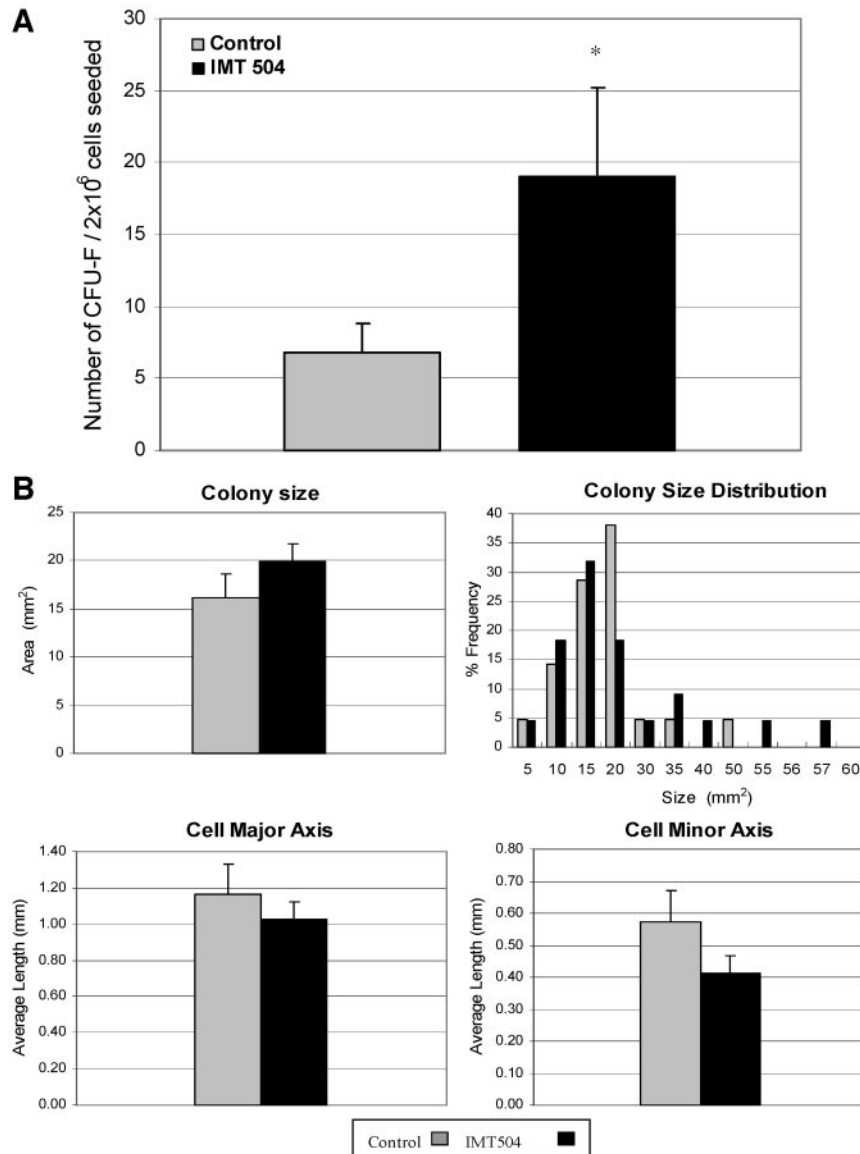 A
Number of CFU-F / 2x10⁶ cells seeded
30
25
20
15
10
5
0
Control
IMT 504
*
B
Colony size
Area (mm²)
25
20
15
10
5
0
Colony Size Distribution
% Frequency
40
35
30
25
20
15
10
5
0
5 10 15 20 30 35 40 50 55 56 57 60
Size (mm²)
Cell Major Axis
Average Length (mm)
1.40
1.20
1.00
0.80
0.60
0.40
0.20
0.00
Cell Minor Axis
Average Length (mm)
0.80
0.70
0.60
0.50
0.40
0.30
0.20
0.10
0.00
Control IMT504